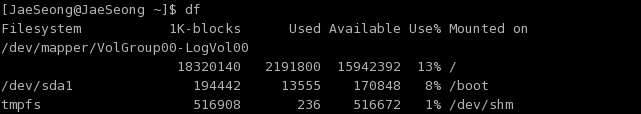 [JaeSeong@JaeSeong ~]$ df
Filesystem           1K-blocks      Used Available Use% Mounted on
/dev/mapper/VolGroup00-LogVol00
                      18320140   2191800  15942392  13% /
/dev/sda1               194442     13555    170848   8% /boot
tmpfs                   516908       236    516672   1% /dev/shm